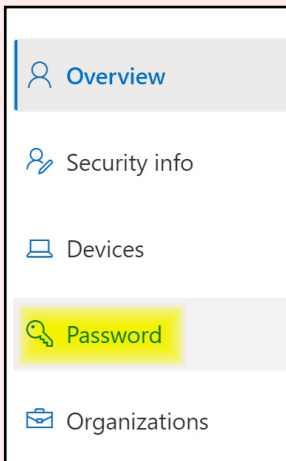 Overview
Security info
Devices
Password
Organizations